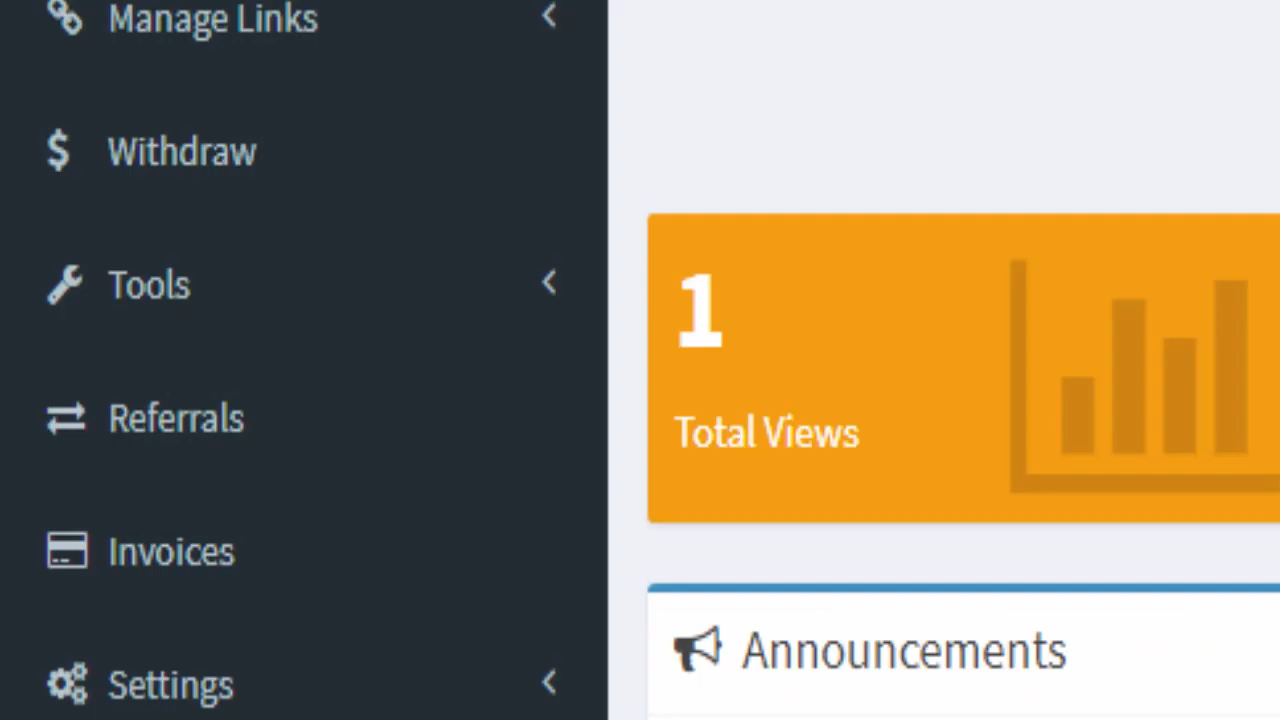 Manage Links
Withdraw
Tools
Referrals
Invoices
Settings
1
Total Views
Announcements